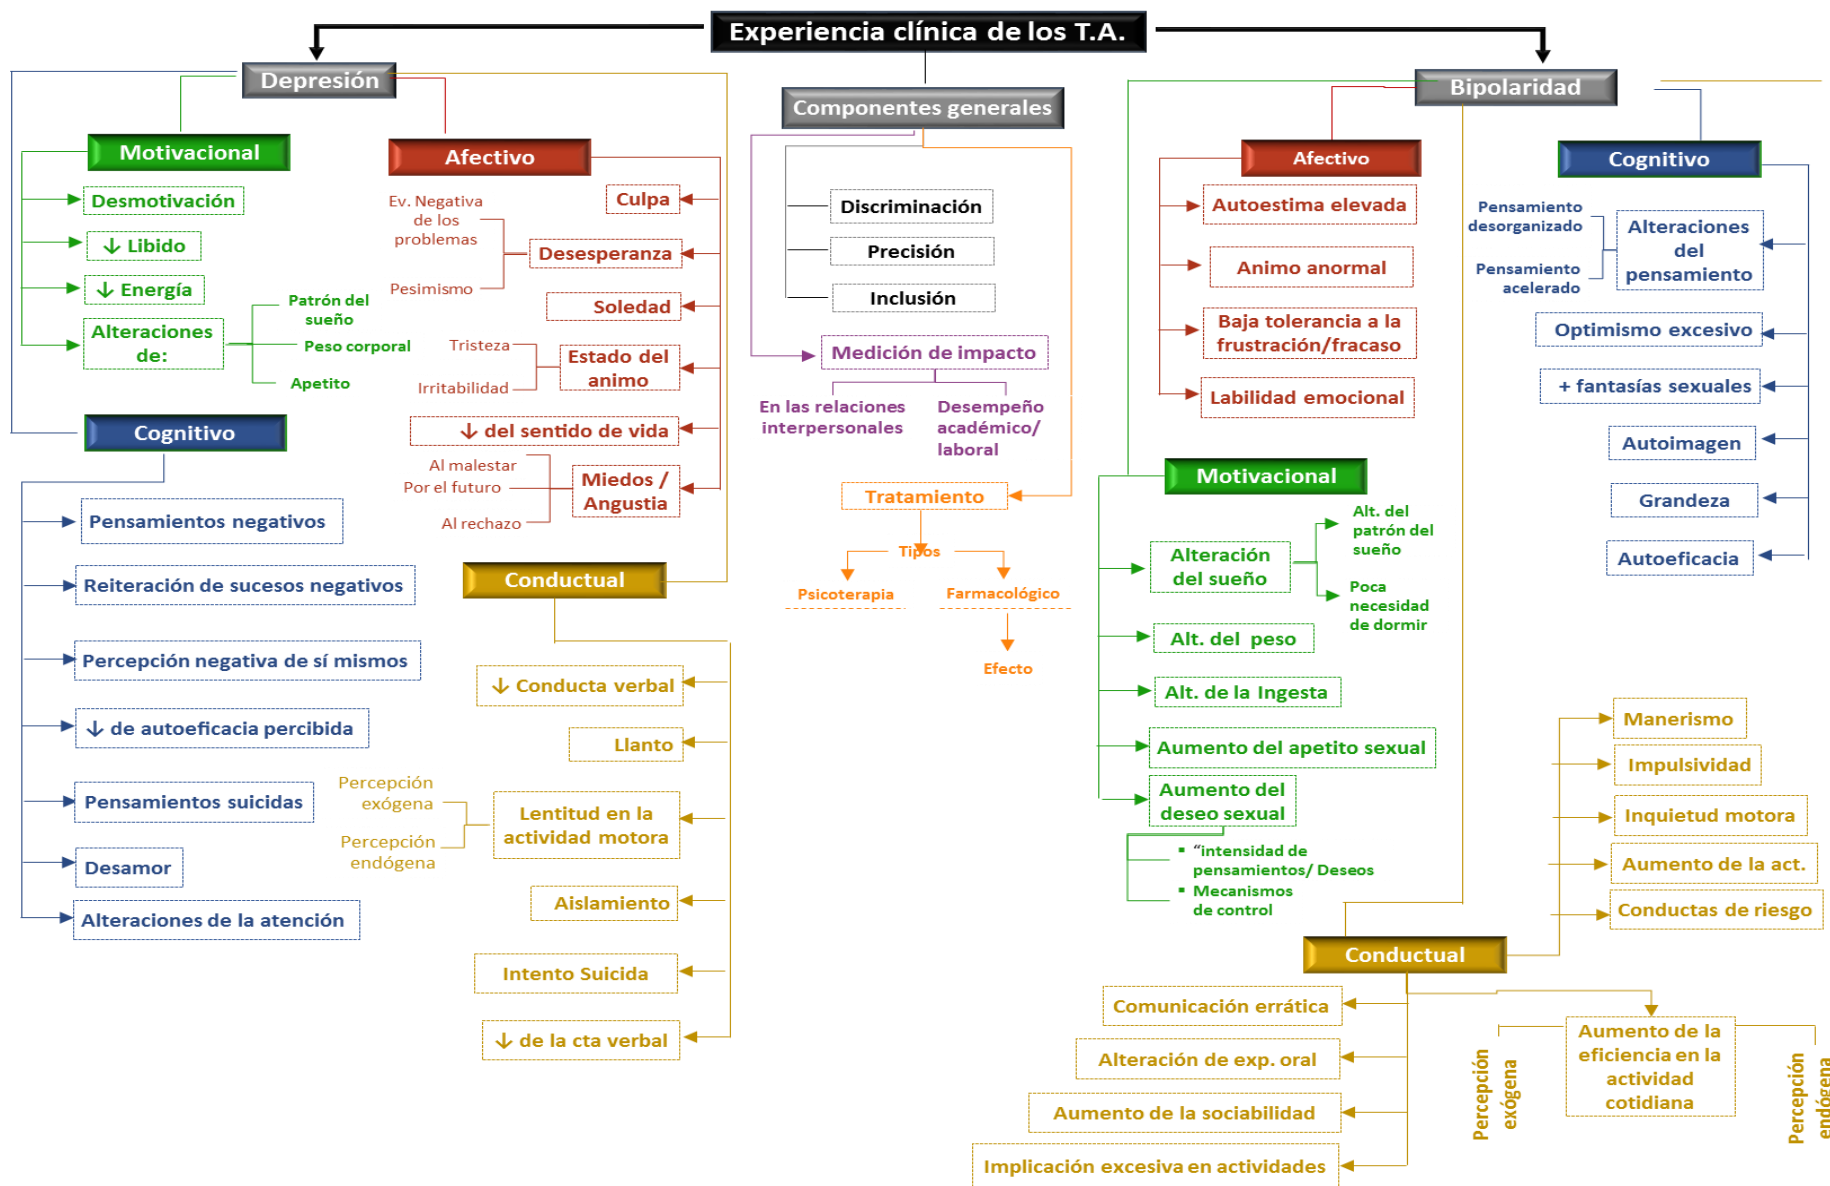 Experiencia clínica de los T.A.
Depresión
Motivacional
Desmotivación
↓ Libido
↓ Energía
Alteraciones
de:
Patrón del
sueño
Peso corporal
Apetito
Afectivo
Culpa
Ev. Negativa
de los
problemas
Pesimismo
Desesperanza
Soledad
Tristeza
Irritabilidad
Estado del
animo
↓ del sentido de vida
Al malestar
Por el futuro
Al rechazo
Miedos /
Angustia
Cognitivo
Pensamientos negativos
Reiteración de sucesos negativos
Percepción negativa de sí mismos
↓ de autoeficacia percibida
Pensamientos suicidas
Desamor
Alteraciones de la atención
Conductual
↓ Conducta verbal
Llanto
Percepción
exógena
Percepción
endógena
Lentitud en la
actividad motora
Aislamiento
Intento Suicida
↓ de la cta verbal
Componentes generales
Discriminación
Precisión
Inclusión
Medición de impacto
En las relaciones
interpersonales
Desempeño
académico/
laboral
Tratamiento
Tipos
Psicoterapia
Farmacológico
Efecto
Bipolaridad
Afectivo
Autoestima elevada
Animo anormal
Baja tolerancia a la
frustración/fracaso
Labilidad emocional
Cognitivo
Pensamiento
desorganizado
Pensamiento
acelerado
Alteraciones
del
pensamiento
Optimismo excesivo
+ fantasías sexuales
Autoimagen
Grandeza
Autoeficacia
Motivacional
Alteración
del sueño
Alt. del
patrón del
sueño
Poca
necesidad
de dormir
Alt. del peso
Alt. de la Ingesta
Aumento del apetito sexual
Aumento del
deseo sexual
▪ “intensidad de
pensamientos/ Deseos
▪ Mecanismos
de control
Conductual
Manerismo
Impulsividad
Inquietud motora
Aumento de la act.
Conductas de riesgo
Comunicación errática
Alteración de exp. oral
Aumento de la sociabilidad
Implicación excesiva en actividades
Percepción
exógena
Aumento de la
eficiencia en la
actividad
cotidiana
Percepción
endógena